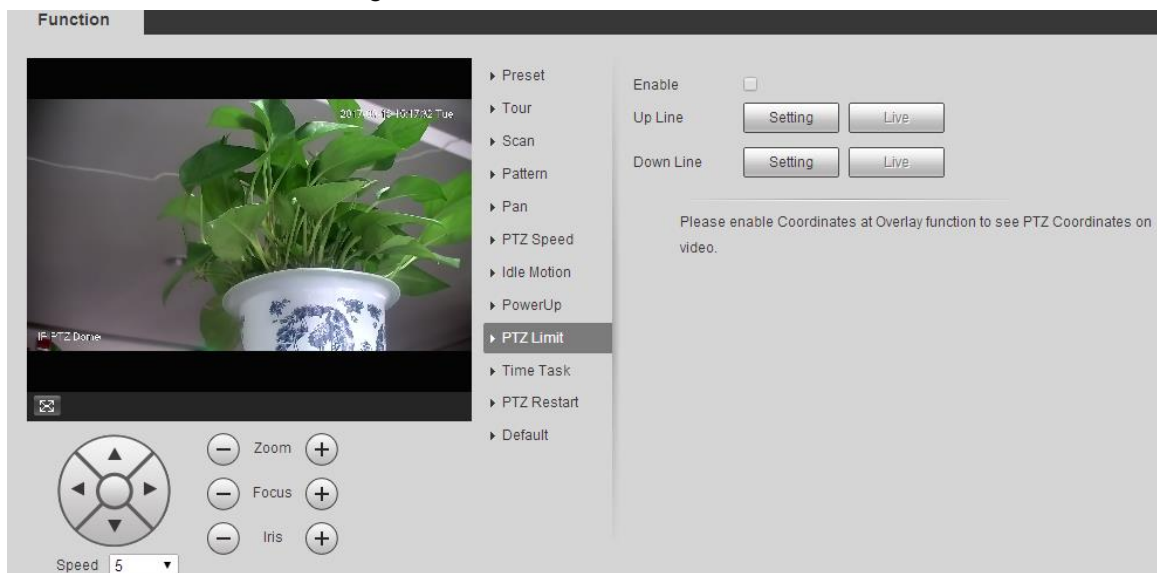 Function
Tue
PTZ Dome
Zoom
Focus
Iris
Speed 5
Preset
Tour
Scan
Pattern
Pan
PTZ Speed
Idle Motion
PowerUp
PTZ Limit
Time Task
PTZ Restart
Default
Enable
Up Line Setting Live
Down Line Setting Live
Please enable Coordinates at Overlay function to see PTZ Coordinates on
video.